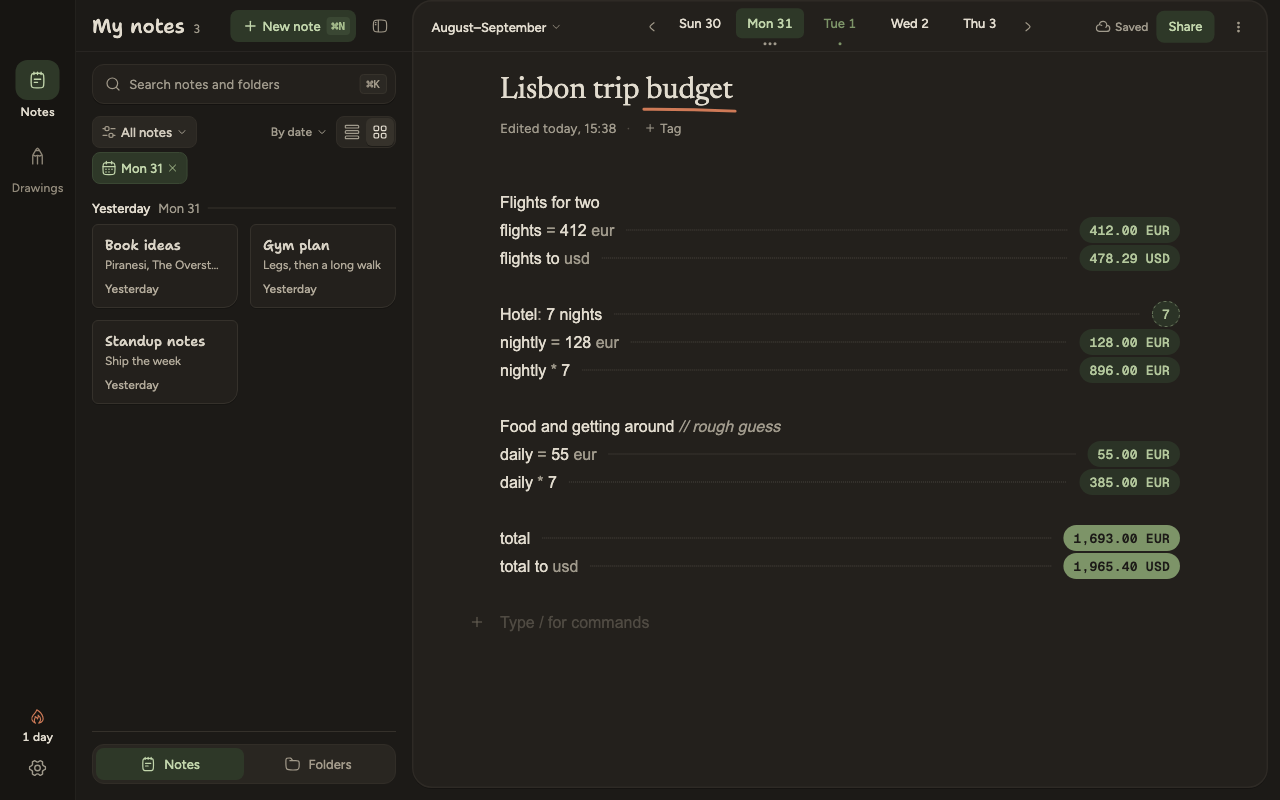 My notes 3
+ New note ⌘N
August–September
Sun 30
Mon 31
Tue 1
Wed 2
Thu 3
Saved
Share
Notes
Drawings
1 day
Search notes and folders ⌘K
All notes
By date
Mon 31 ×
Yesterday Mon 31
Book ideas
Piranesi, The Overst…
Yesterday
Gym plan
Legs, then a long walk
Yesterday
Standup notes
Ship the week
Yesterday
Notes
Folders
Lisbon trip budget
Edited today, 15:38 · + Tag
Flights for two
flights = 412 eur 412.00 EUR
flights to usd 478.29 USD
Hotel: 7 nights 7
nightly = 128 eur 128.00 EUR
nightly * 7 896.00 EUR
Food and getting around // rough guess
daily = 55 eur 55.00 EUR
daily * 7 385.00 EUR
total 1,693.00 EUR
total to usd 1,965.40 USD
+ Type / for commands